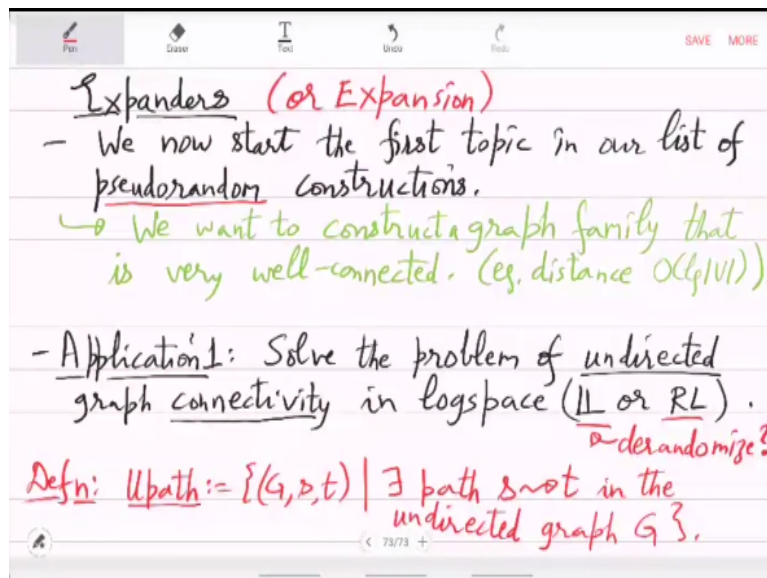 Pen Eraser Text Undo Redo SAVE MORE
Expanders (or Expansion)
- We now start the first topic in our list of
pseudorandom constructions.
↪ We want to construct a graph family that
is very well-connected. (eg. distance O(lg|V|))
- Application 1: Solve the problem of undirected
graph connectivity in logspace (L or RL).
derandomize?
Defn: Upath := {(G,s,t) | ∃ path s⇝t in the
undirected graph G}.
< 73/73 +